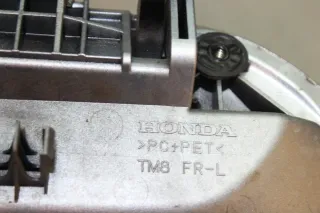 HONDA
>PC+PET<
TM8 FR-L